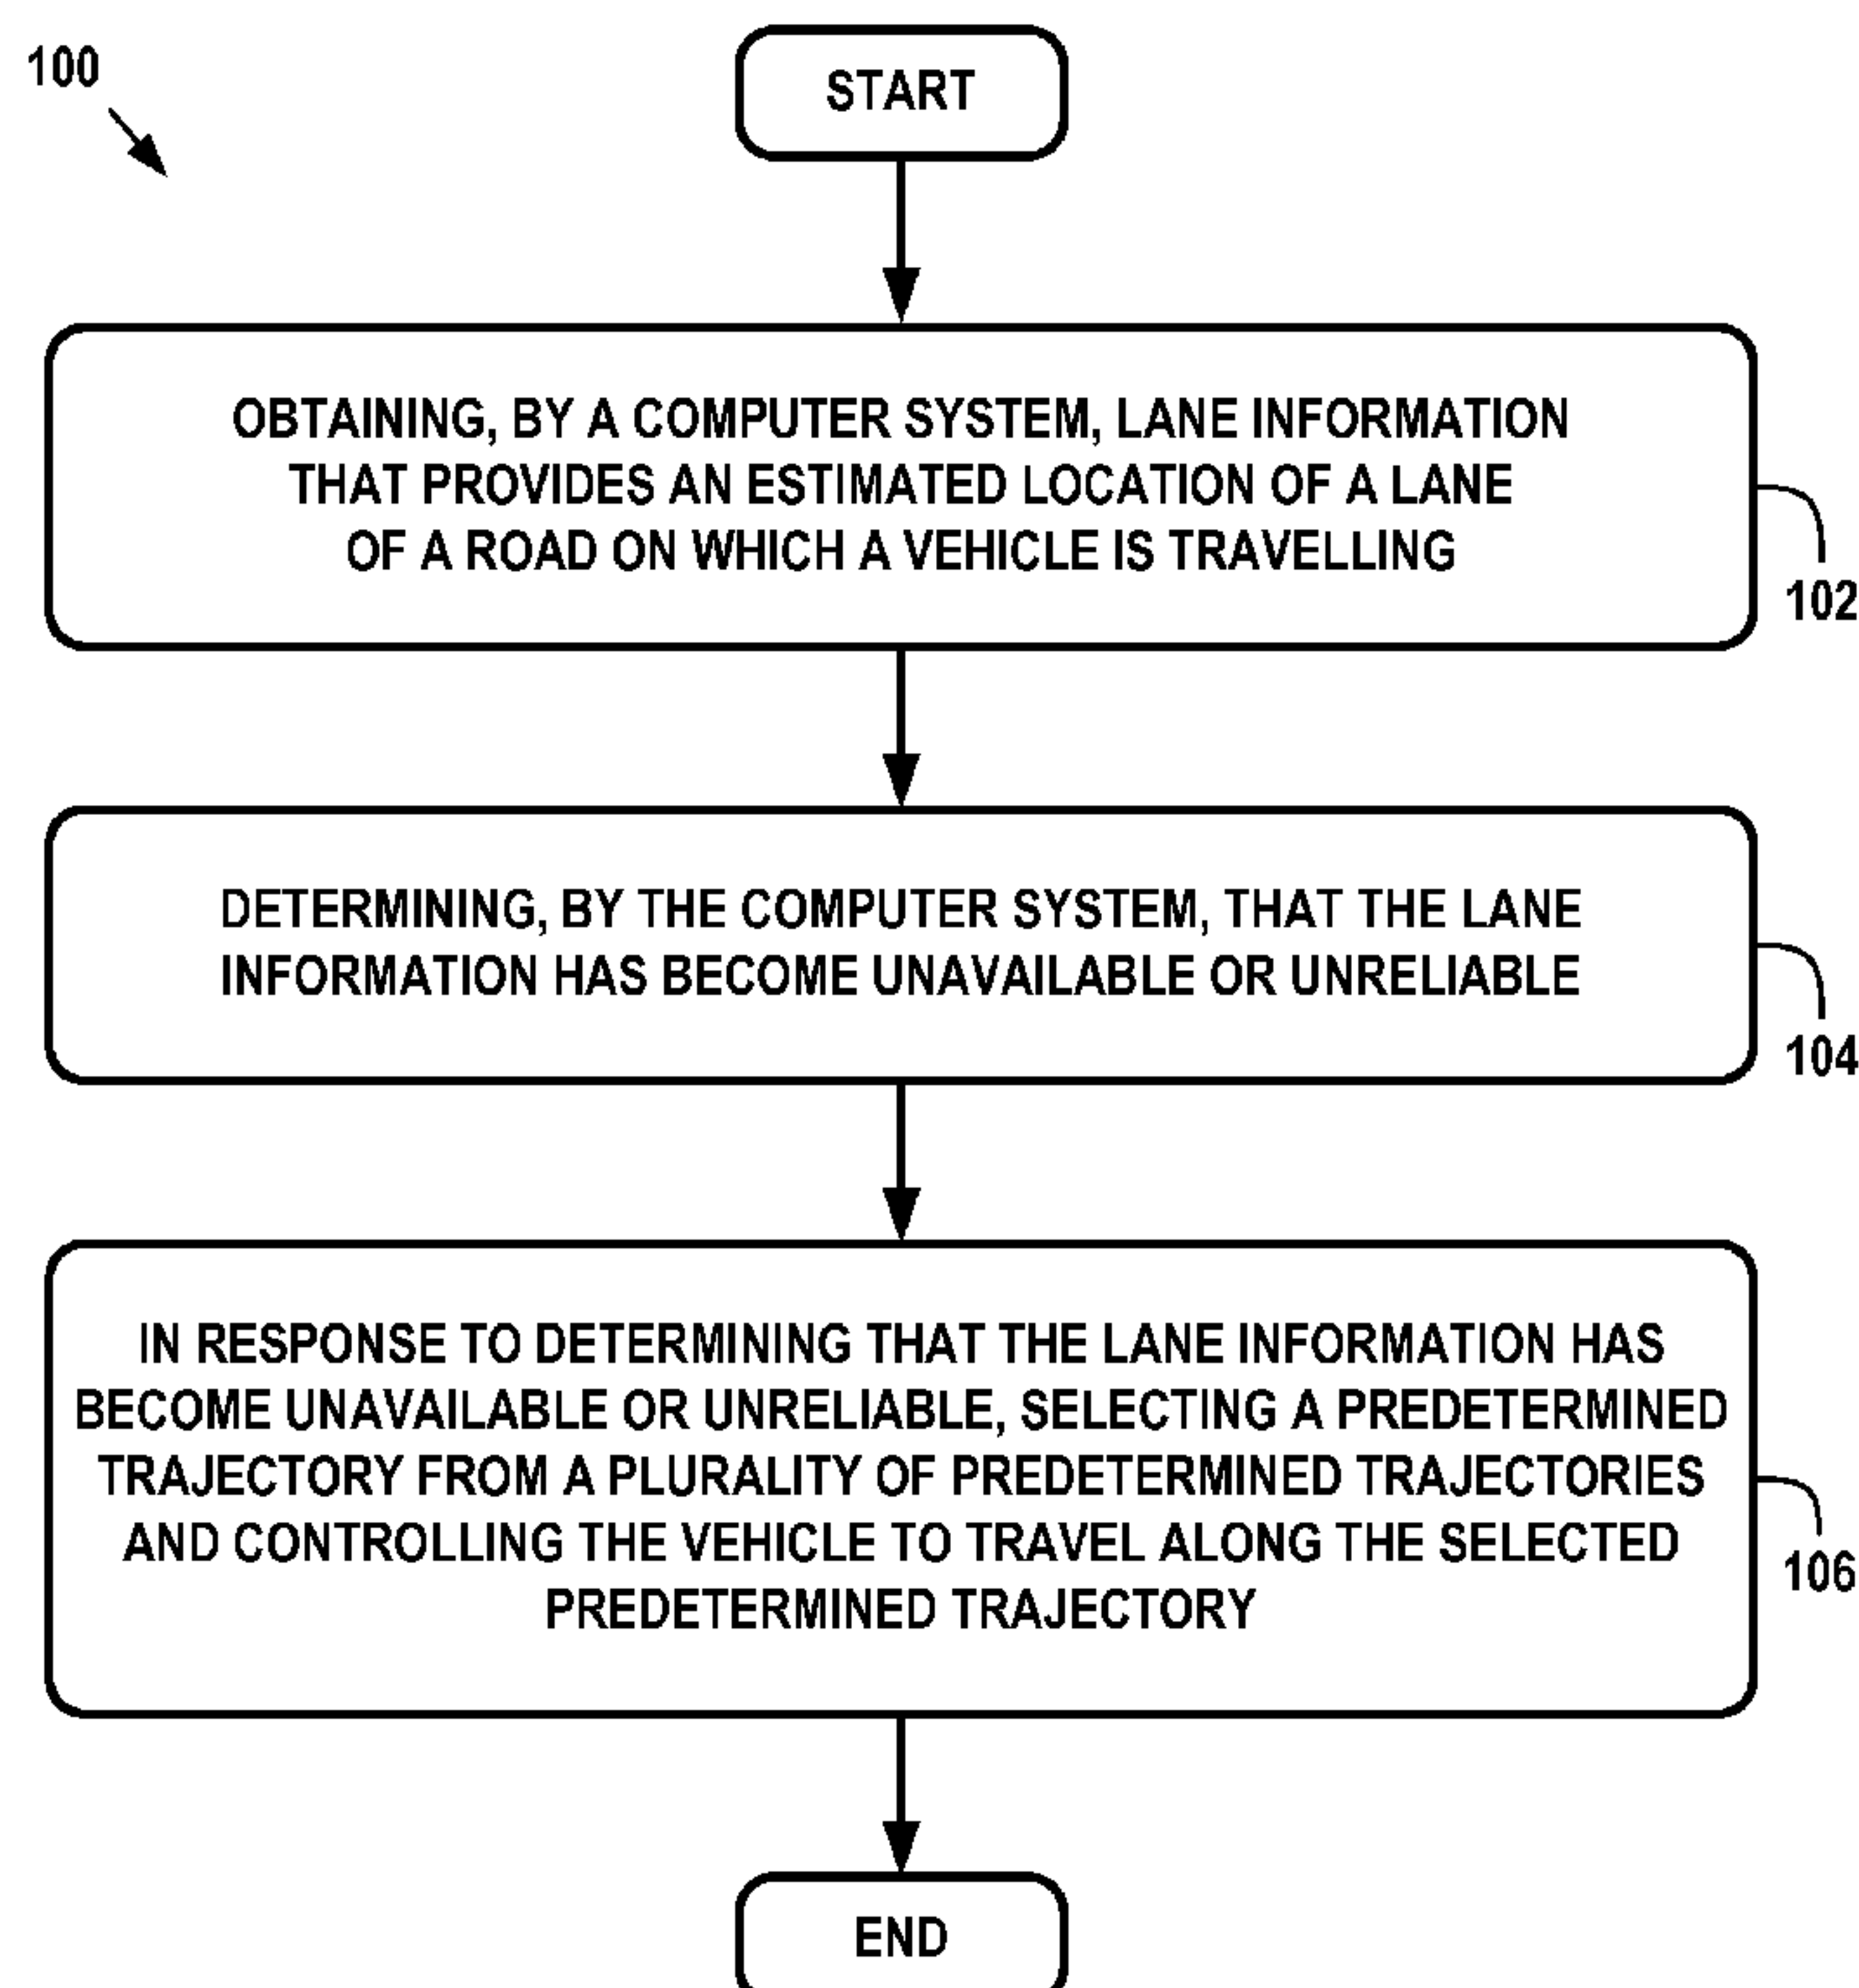 100
START
OBTAINING, BY A COMPUTER SYSTEM, LANE INFORMATION
THAT PROVIDES AN ESTIMATED LOCATION OF A LANE
OF A ROAD ON WHICH A VEHICLE IS TRAVELLING
102
DETERMINING, BY THE COMPUTER SYSTEM, THAT THE LANE
INFORMATION HAS BECOME UNAVAILABLE OR UNRELIABLE
104
IN RESPONSE TO DETERMINING THAT THE LANE INFORMATION HAS
BECOME UNAVAILABLE OR UNRELIABLE, SELECTING A PREDETERMINED
TRAJECTORY FROM A PLURALITY OF PREDETERMINED TRAJECTORIES
AND CONTROLLING THE VEHICLE TO TRAVEL ALONG THE SELECTED
PREDETERMINED TRAJECTORY
106
END